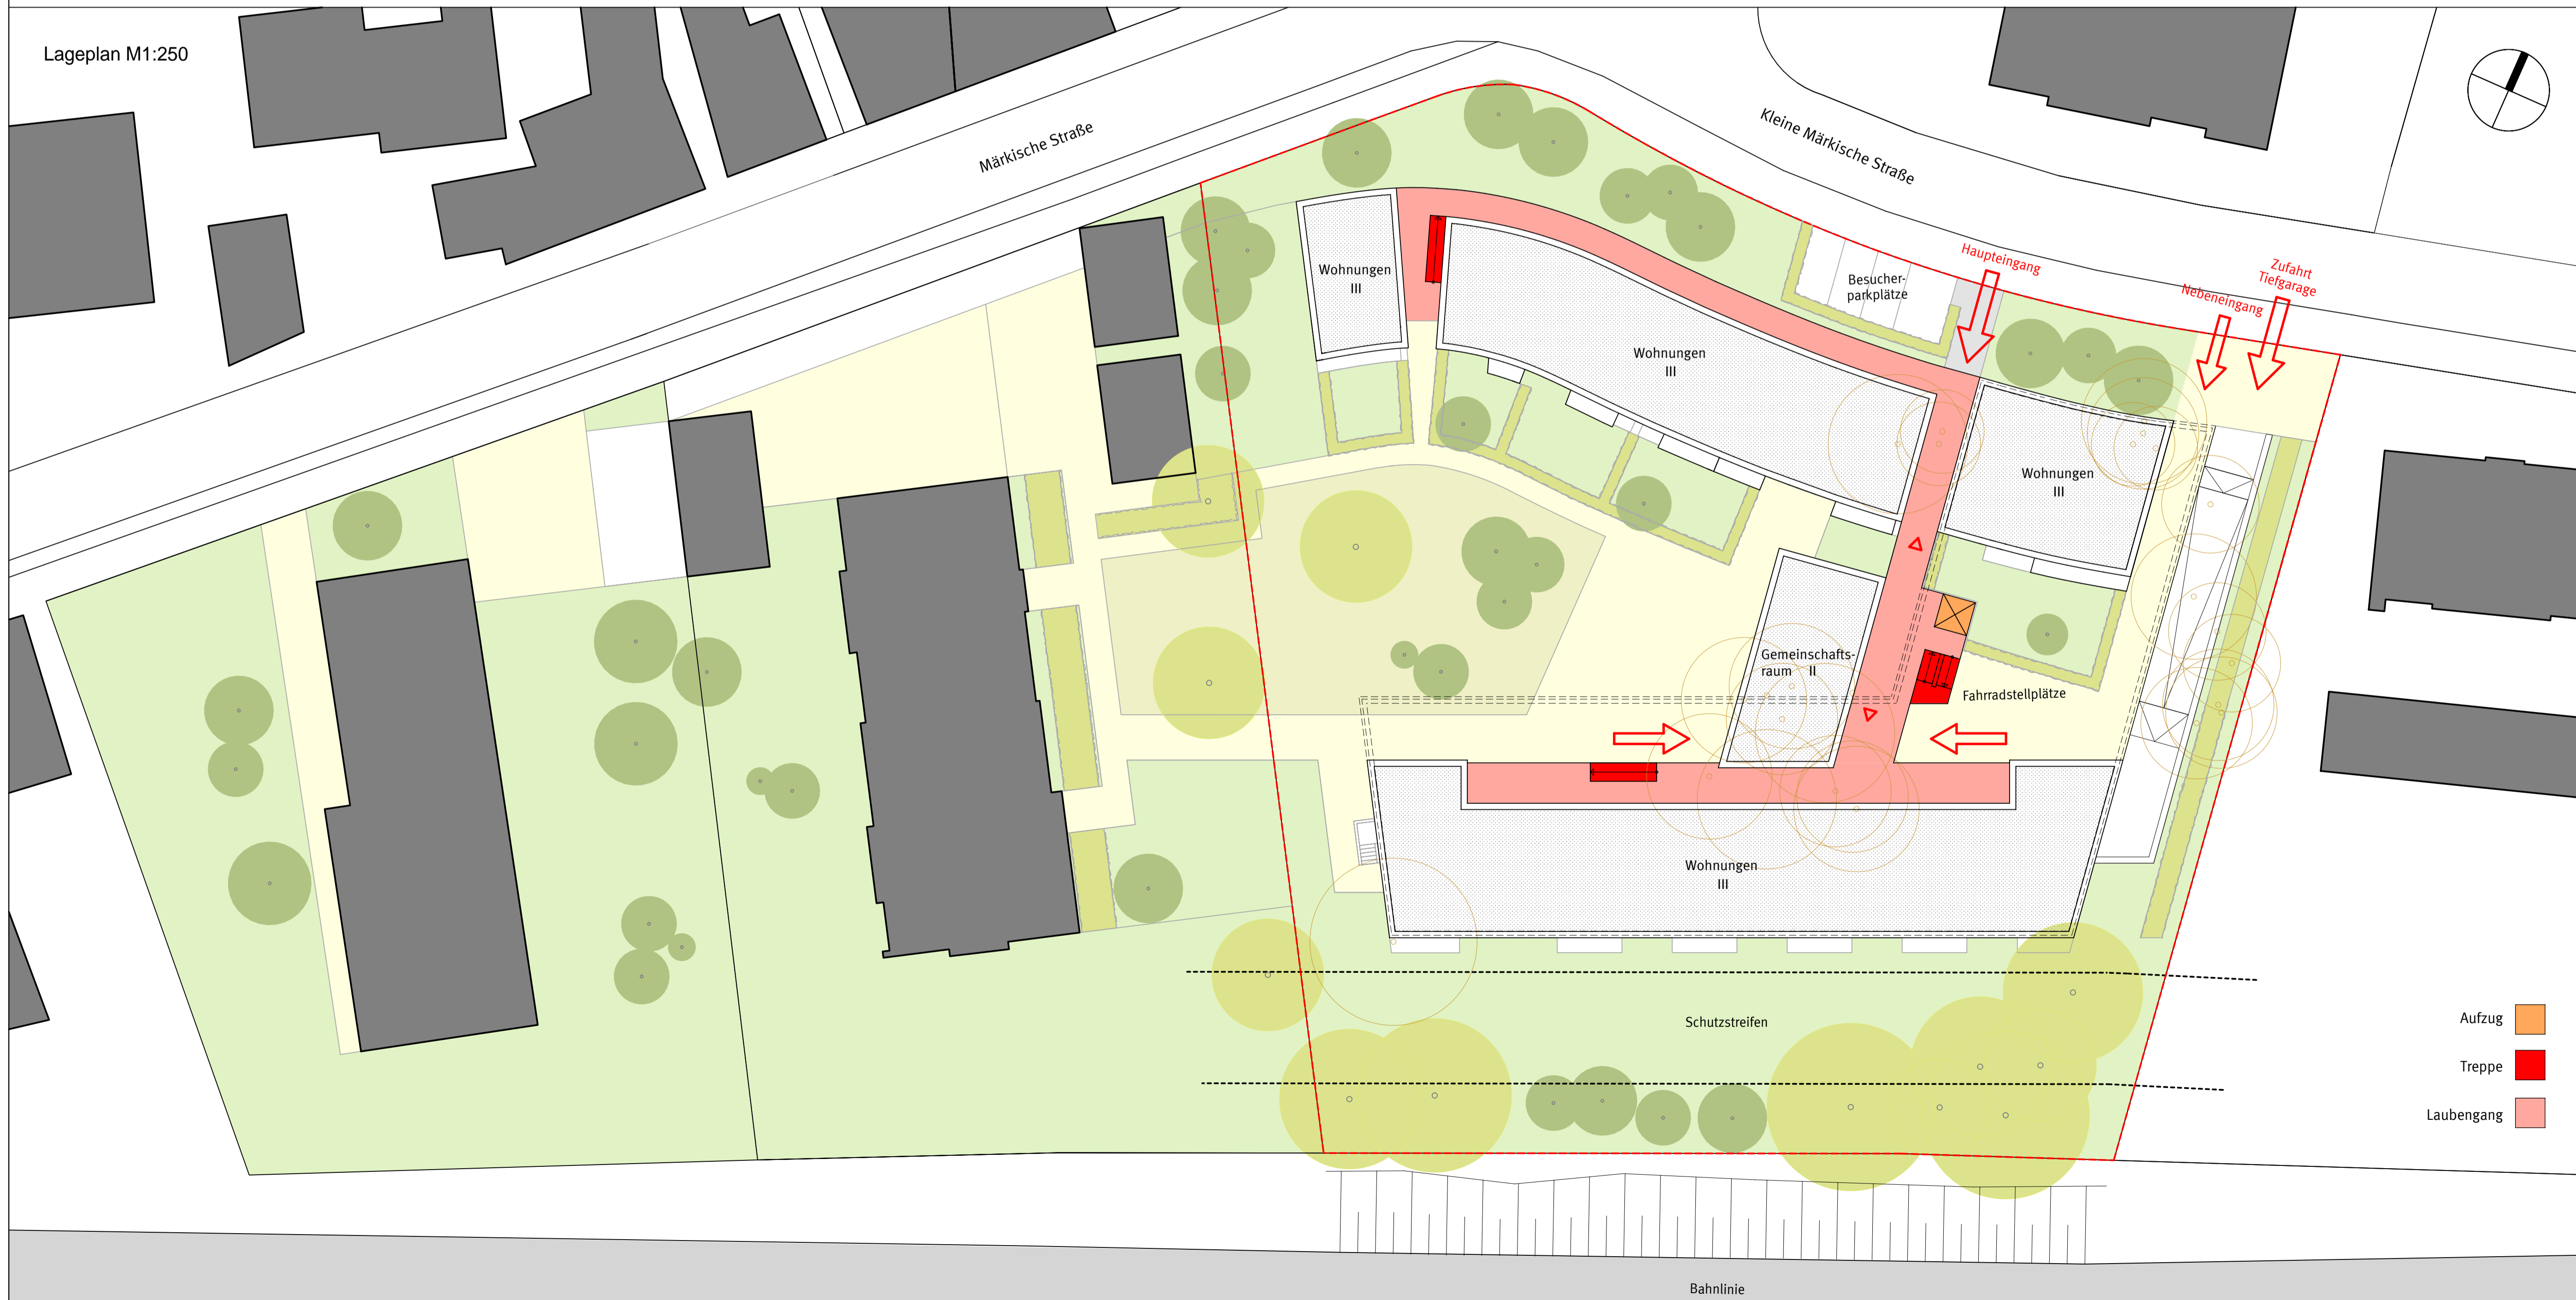 Lageplan M1:250
Märkische Straße
Kleine Märkische Straße
Haupteingang
Zufahrt
Tiefgarage
Nebeneingang
Besucher-
parkplätze
Wohnungen
III
Wohnungen
III
Wohnungen
III
Gemeinschafts-
raum II
Fahrradstellplätze
Wohnungen
III
Schutzstreifen
Aufzug
Treppe
Laubengang
Bahnlinie